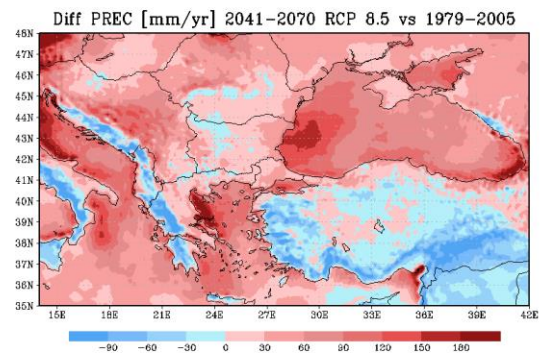 Diff PREC [mm/yr] 2041-2070 RCP 8.5 vs 1979-2005
48N
47N
46N
45N
44N
43N
42N
41N
40N
39N
38N
37N
36N
35N
15E 18E 21E 24E 27E 30E 33E 36E 39E 42E
-90 -60 -30 0 30 60 90 120 150 180